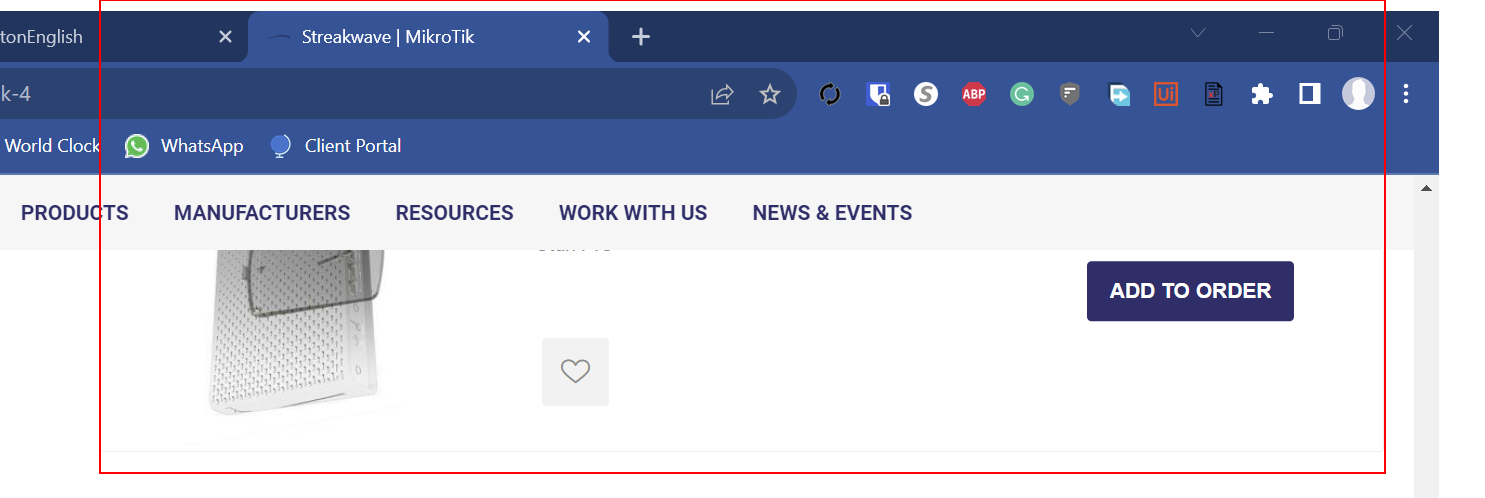 tonEnglish
Streakwave | MikroTik
k-4
S
ABP
G
Ui
World Clock
WhatsApp
Client Portal
PRODUCTS
MANUFACTURERS
RESOURCES
WORK WITH US
NEWS & EVENTS
ADD TO ORDER